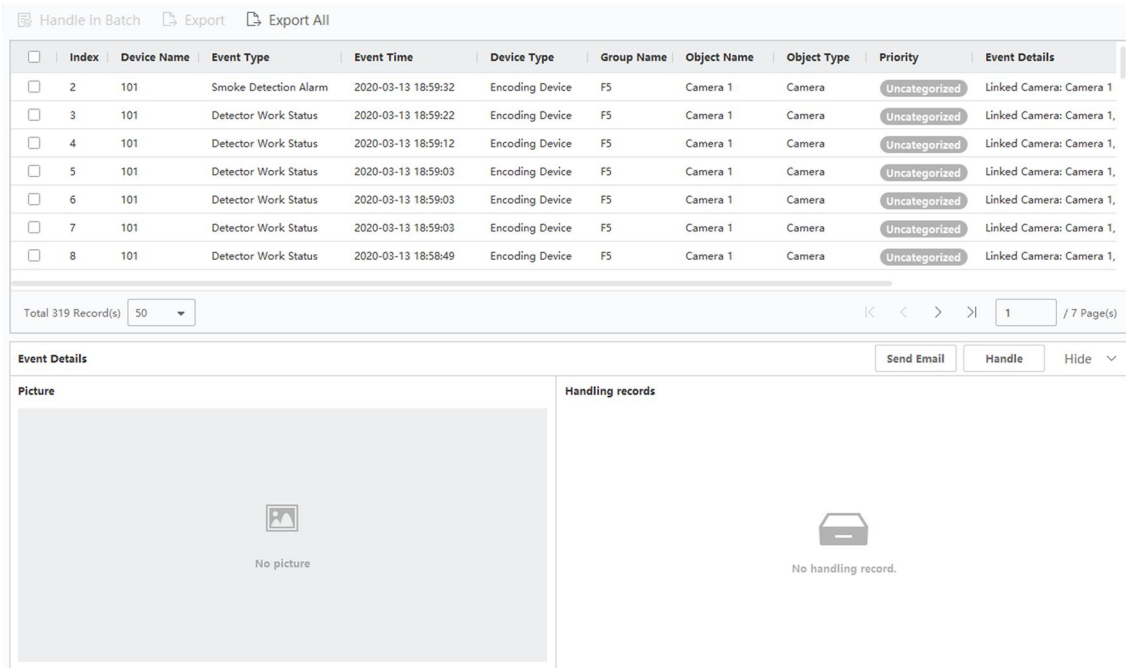 Handle in Batch Export Export All
Index Device Name Event Type Event Time Device Type Group Name Object Name Object Type Priority Event Details
2 101 Smoke Detection Alarm 2020-03-13 18:59:32 Encoding Device F5 Camera 1 Camera Uncategorized Linked Camera: Camera 1
3 101 Detector Work Status 2020-03-13 18:59:22 Encoding Device F5 Camera 1 Camera Uncategorized Linked Camera: Camera 1,
4 101 Detector Work Status 2020-03-13 18:59:12 Encoding Device F5 Camera 1 Camera Uncategorized Linked Camera: Camera 1,
5 101 Detector Work Status 2020-03-13 18:59:03 Encoding Device F5 Camera 1 Camera Uncategorized Linked Camera: Camera 1,
6 101 Detector Work Status 2020-03-13 18:59:03 Encoding Device F5 Camera 1 Camera Uncategorized Linked Camera: Camera 1,
7 101 Detector Work Status 2020-03-13 18:59:03 Encoding Device F5 Camera 1 Camera Uncategorized Linked Camera: Camera 1,
8 101 Detector Work Status 2020-03-13 18:58:49 Encoding Device F5 Camera 1 Camera Uncategorized Linked Camera: Camera 1,
Total 319 Record(s) 50 1 / 7 Page(s)
Event Details Send Email Handle Hide
Picture Handling records
No picture
No handling record.